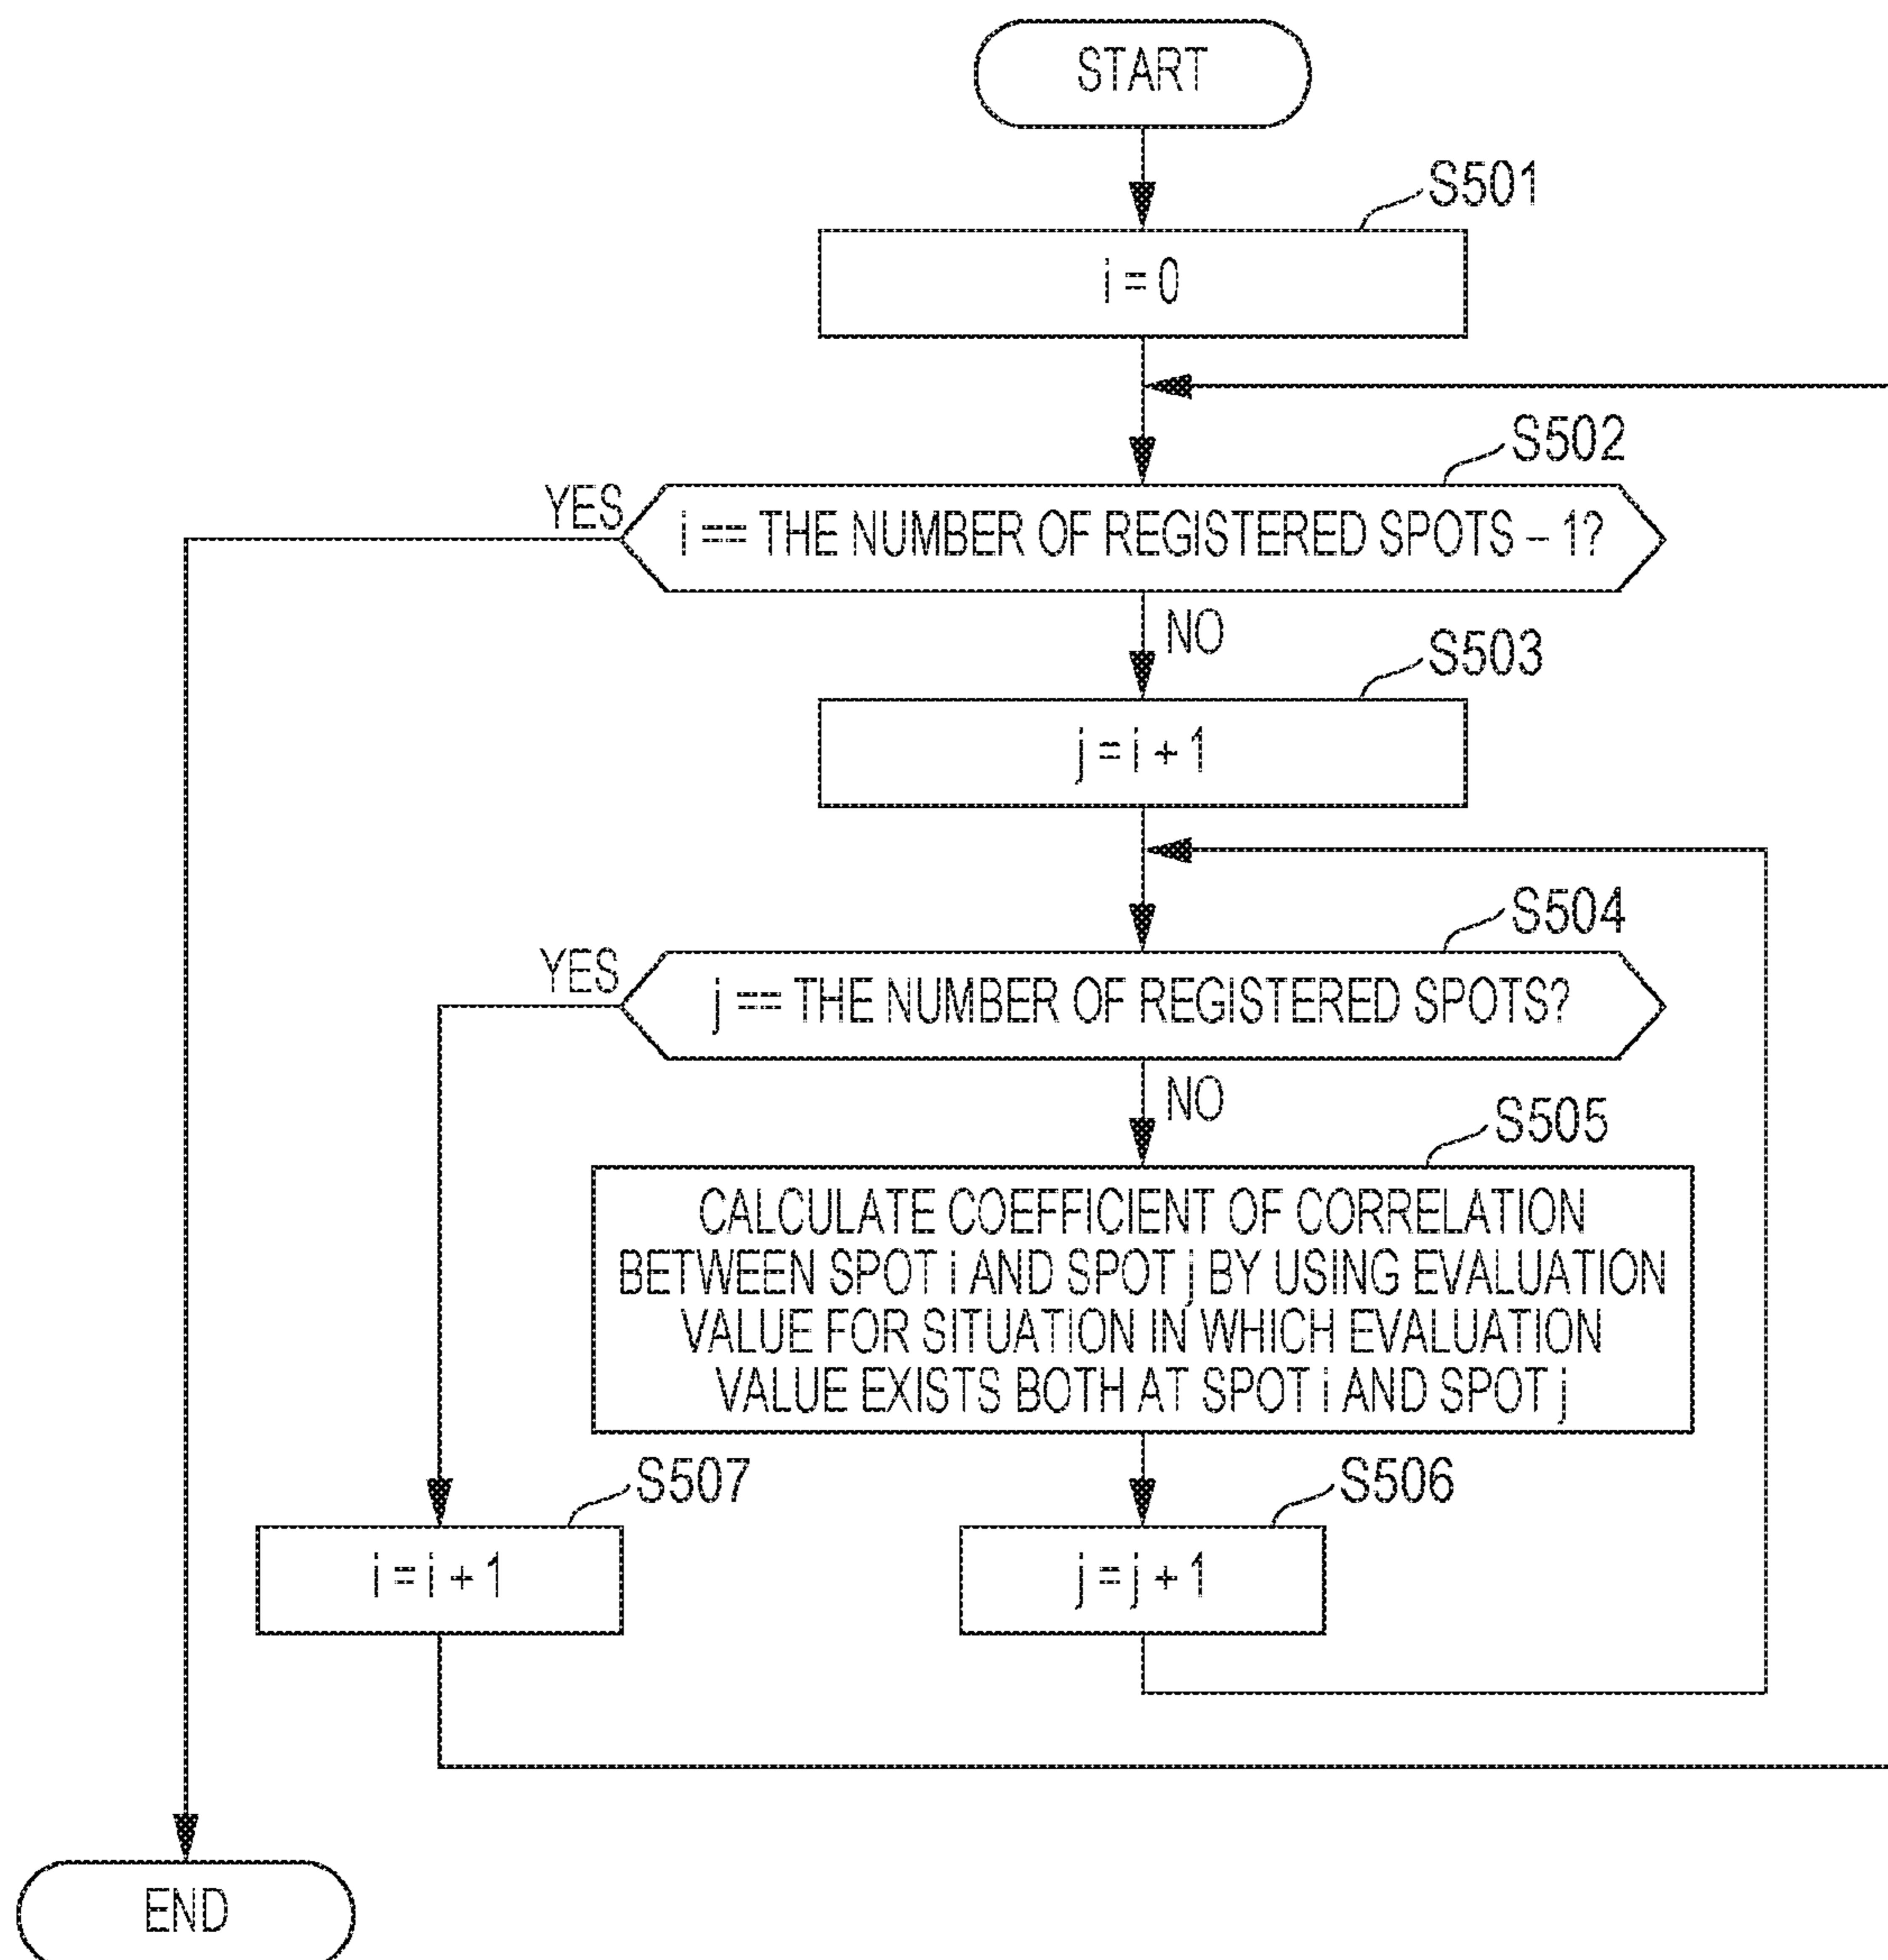 START
S501
i = 0
S502
YES
i == THE NUMBER OF REGISTERED SPOTS – 1?
NO
S503
j = i + 1
S504
YES
j == THE NUMBER OF REGISTERED SPOTS?
NO
S505
CALCULATE COEFFICIENT OF CORRELATION
BETWEEN SPOT i AND SPOT j BY USING EVALUATION
VALUE FOR SITUATION IN WHICH EVALUATION
VALUE EXISTS BOTH AT SPOT i AND SPOT j
S507
S506
i = i + 1
j = j + 1
END